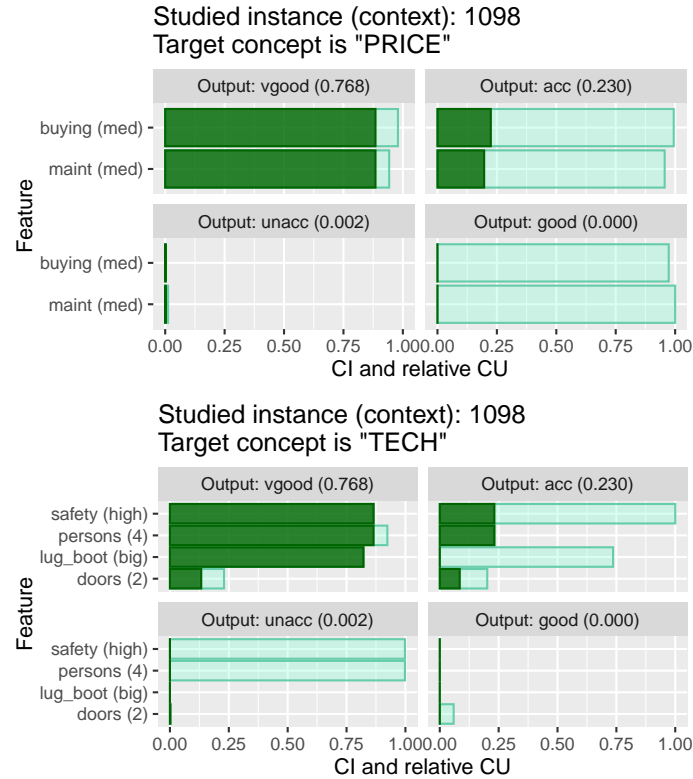 Studied instance (context): 1098
Target concept is "PRICE"
Output: vgood (0.768) Output: acc (0.230)
buying (med)
maint (med)
Output: unacc (0.002) Output: good (0.000)
buying (med)
maint (med)
Feature
0.00 0.25 0.50 0.75 1.00 0.00 0.25 0.50 0.75 1.00
CI and relative CU
Studied instance (context): 1098
Target concept is "TECH"
Output: vgood (0.768) Output: acc (0.230)
safety (high)
persons (4)
lug_boot (big)
doors (2)
Output: unacc (0.002) Output: good (0.000)
safety (high)
persons (4)
lug_boot (big)
doors (2)
Feature
0.00 0.25 0.50 0.75 1.00 0.00 0.25 0.50 0.75 1.00
CI and relative CU